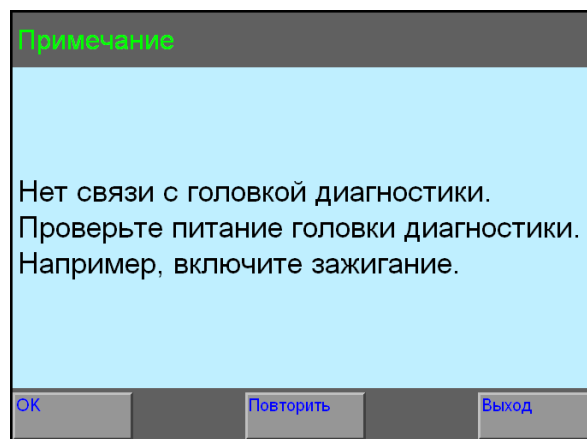 Примечание
Нет связи с головкой диагностики.
Проверьте питание головки диагностики.
Например, включите зажигание.
OK
Повторить
Выход